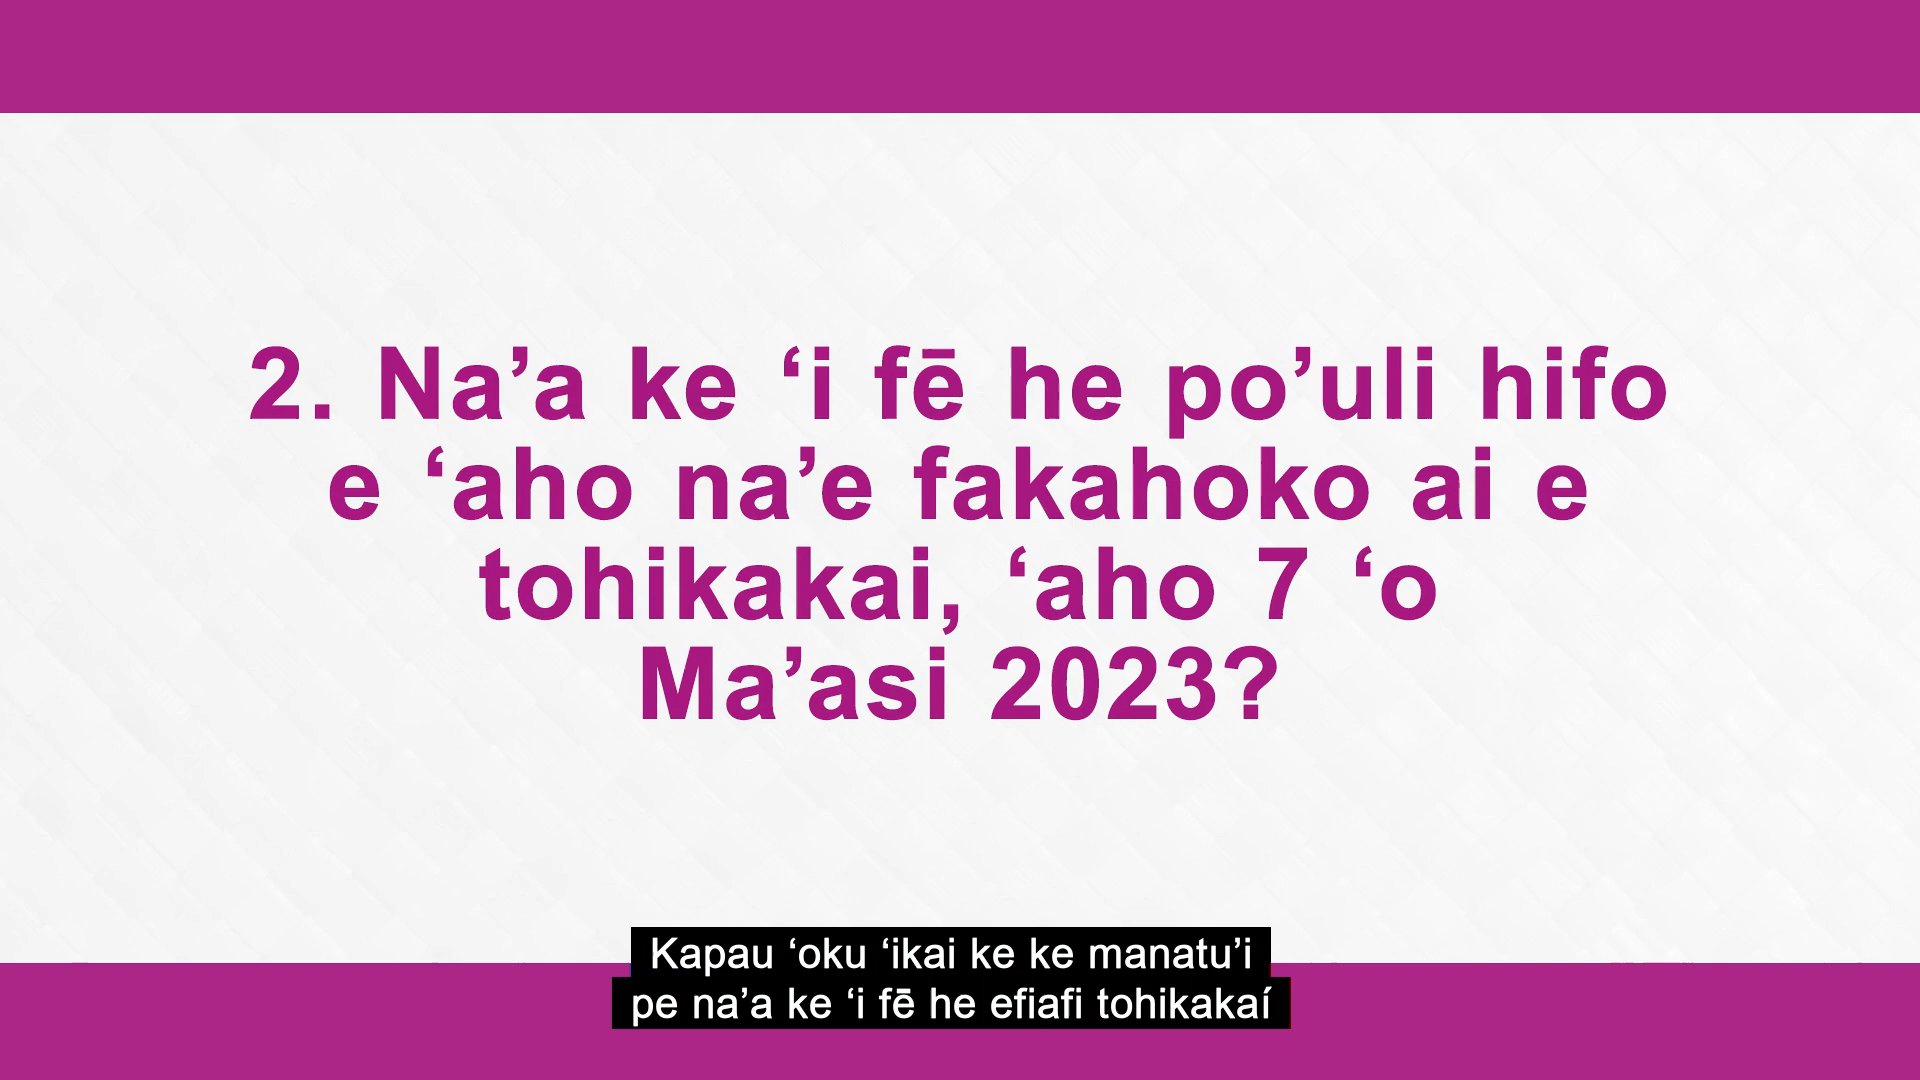 2. Na’a ke ‘i fē he po’uli hifo
e ‘aho na’e fakahoko ai e
tohikakai, ‘aho 7 ‘o
Ma’asi 2023?
Kapau ‘oku ‘ikai ke ke manatu’i
pe na’a ke ‘i fē he efiafi tohikakaí